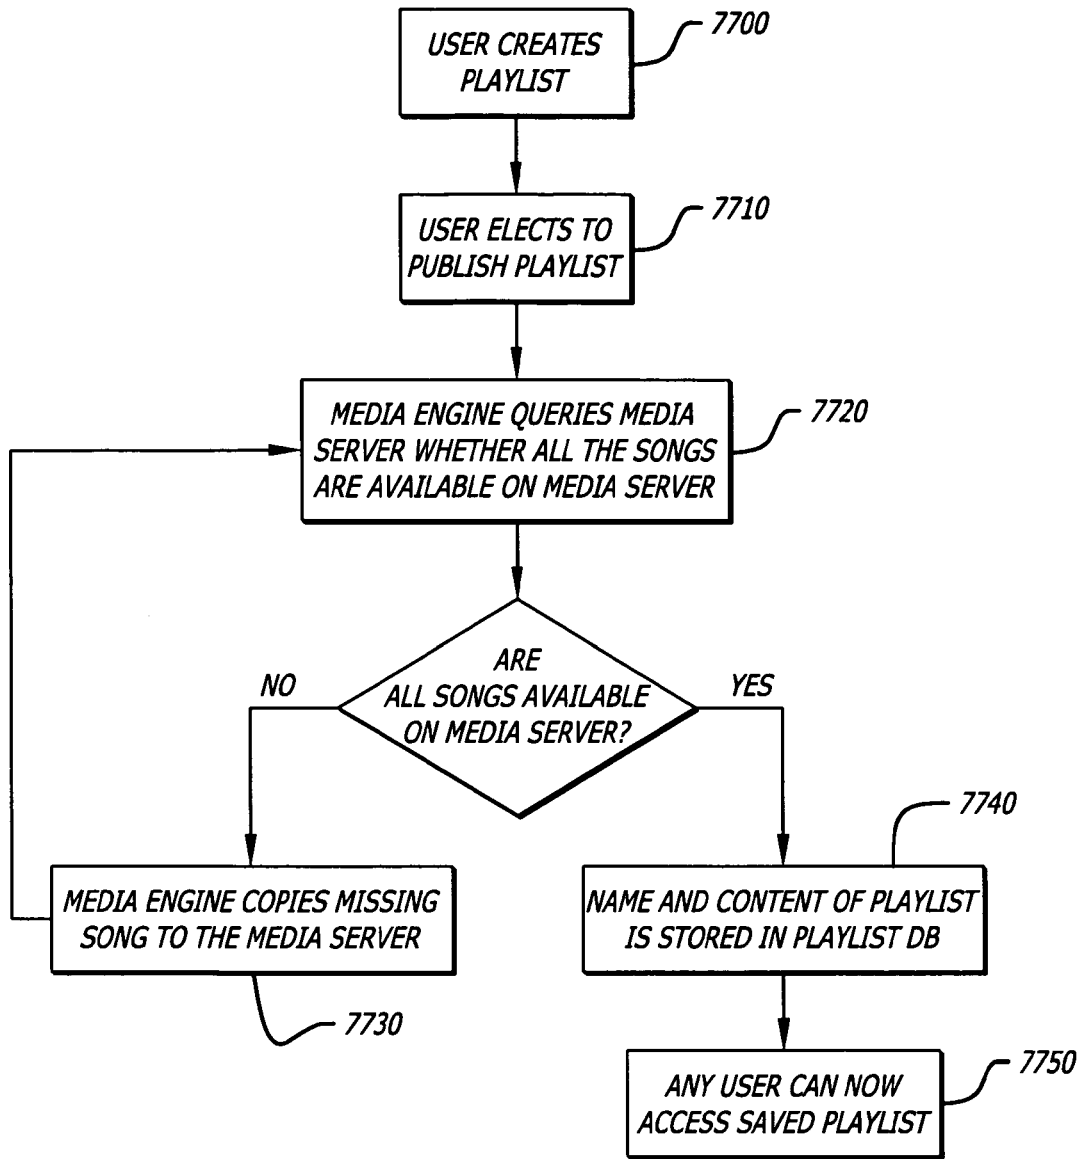 USER CREATES
PLAYLIST
7700
USER ELECTS TO
PUBLISH PLAYLIST
7710
MEDIA ENGINE QUERIES MEDIA
SERVER WHETHER ALL THE SONGS
ARE AVAILABLE ON MEDIA SERVER
7720
ARE
ALL SONGS AVAILABLE
ON MEDIA SERVER?
NO
YES
MEDIA ENGINE COPIES MISSING
SONG TO THE MEDIA SERVER
7730
NAME AND CONTENT OF PLAYLIST
IS STORED IN PLAYLIST DB
7740
ANY USER CAN NOW
ACCESS SAVED PLAYLIST
7750